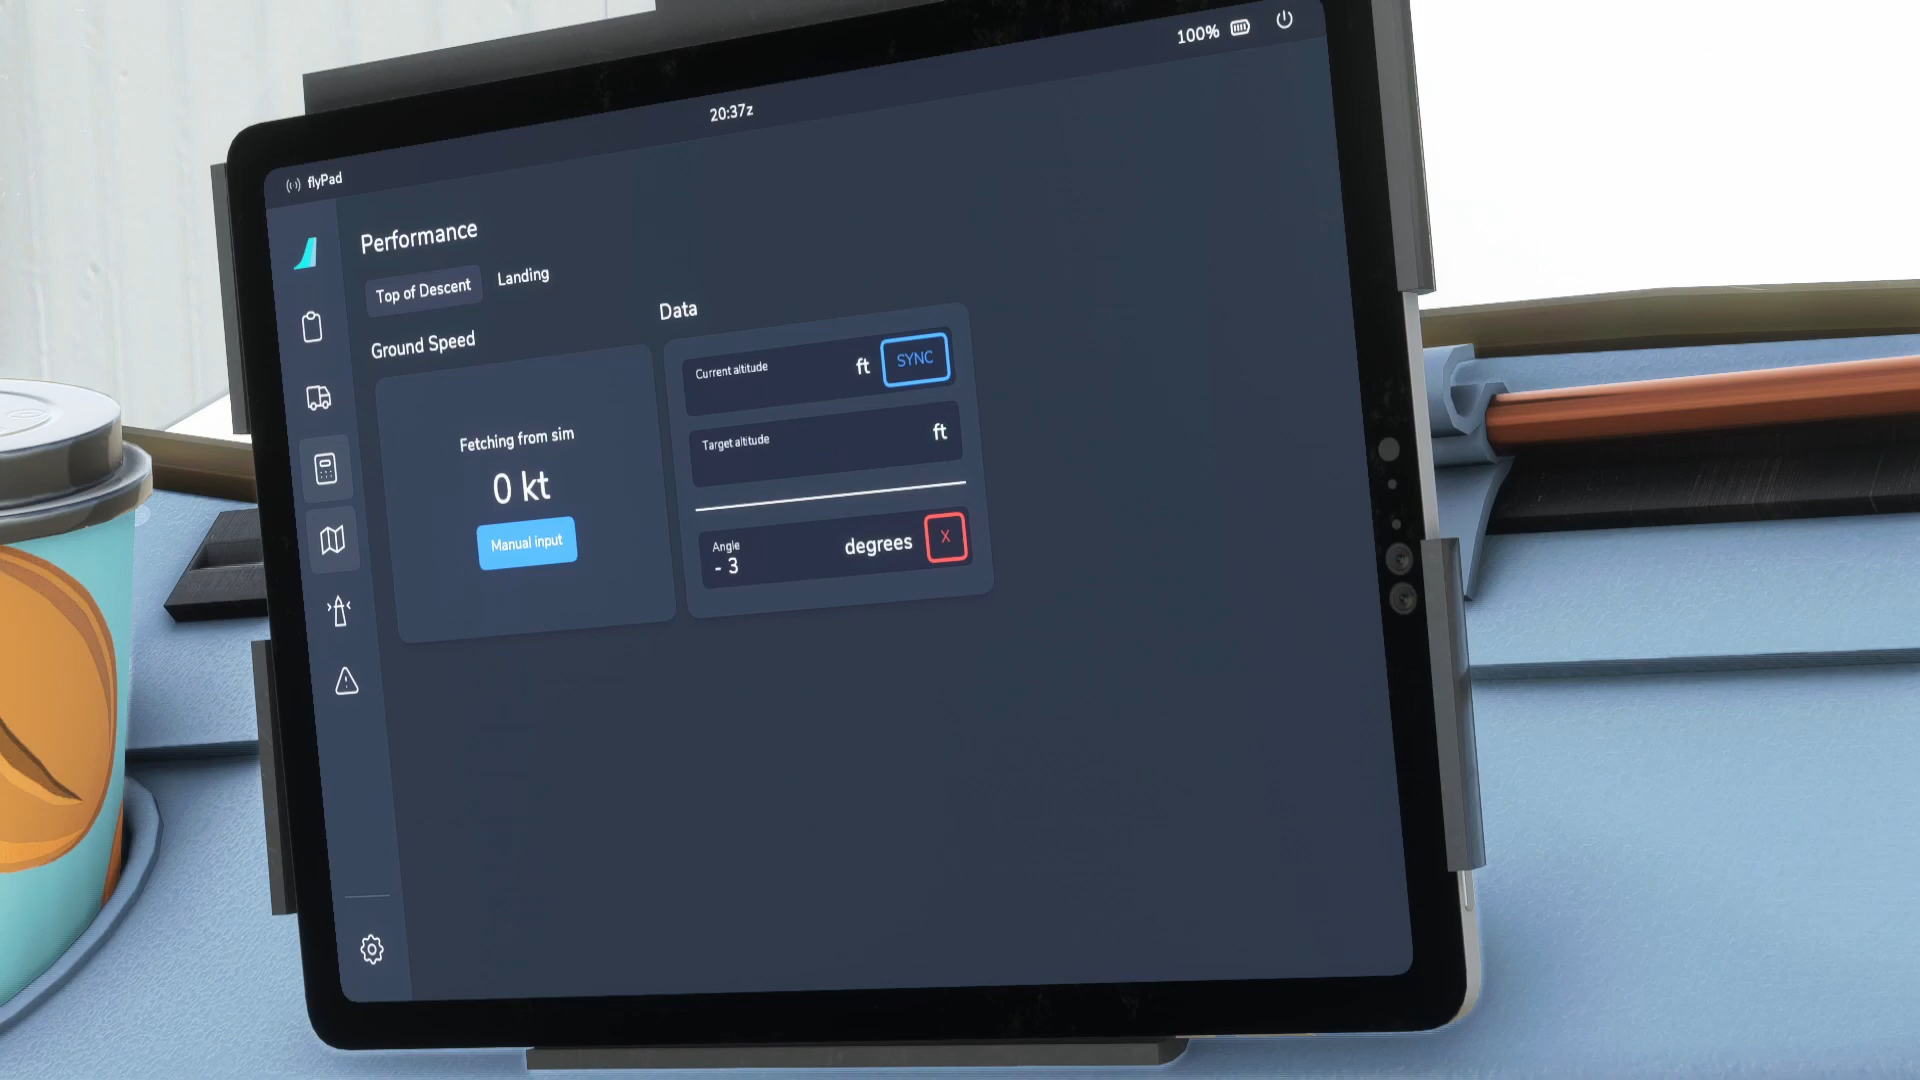 100%
20:37z
flyPad
Performance
Top of Descent
Landing
Ground Speed
Fetching from sim
0 kt
Manual input
Data
Current altitude
ft
SYNC
Target altitude
ft
Angle
- 3
degrees
X